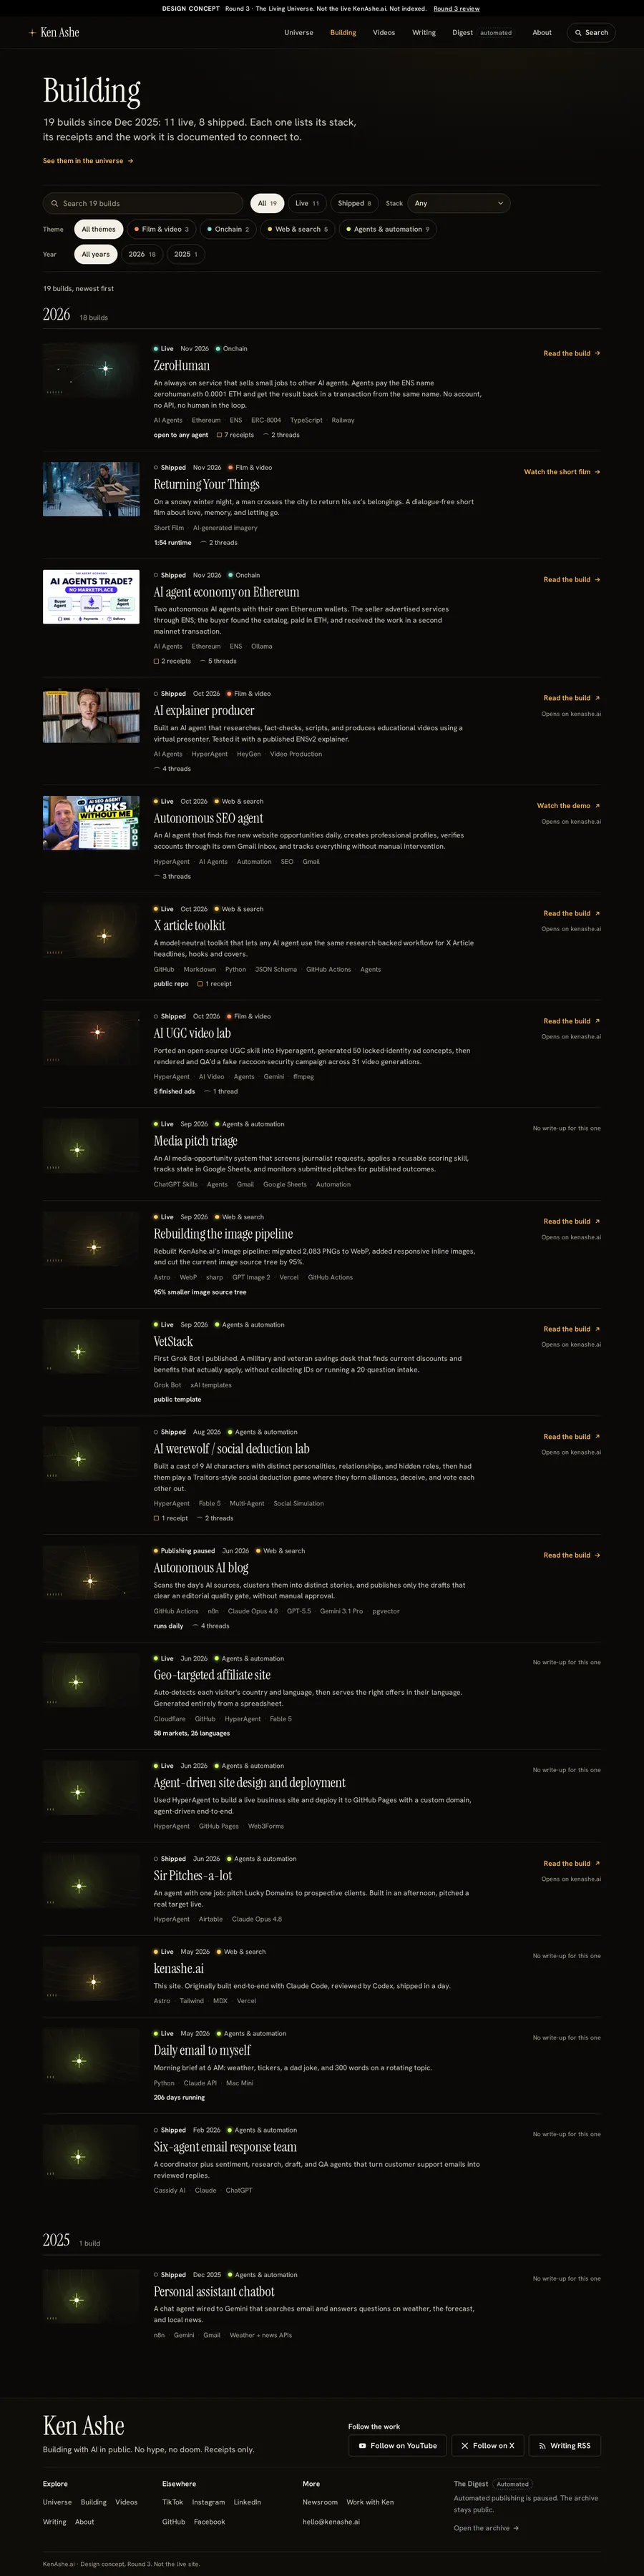 DESIGN CONCEPT Round 3 · The Living Universe. Not the live KenAshe.ai. Not indexed. Round 3 review
Ken Ashe Universe Building Videos Writing Digest automated About Search
Building
19 builds since Dec 2025: 11 live, 8 shipped. Each one lists its stack,
its receipts and the work it is documented to connect to.
See them in the universe →
Search 19 builds All 19 Live 11 Shipped 8 Stack Any
Theme All themes Film & video 3 Onchain 2 Web & search 5 Agents & automation 9
Year All years 2026 18 2025 1
19 builds, newest first
2026 18 builds
Live Nov 2026 Onchain
Read the build →
ZeroHuman
An always-on service that sells small jobs to other AI agents. Agents pay the ENS name
zerohuman.eth 0.0001 ETH and get the result back in a transaction from the same name. No account,
no API, no human in the loop.
AI Agents · Ethereum · ENS · ERC-8004 · TypeScript · Railway
open to any agent 7 receipts 2 threads
Shipped Nov 2026 Film & video
Watch the short film →
Returning Your Things
On a snowy winter night, a man crosses the city to return his ex's belongings. A dialogue-free short
film about love, memory, and letting go.
Short Film · AI-generated imagery
1:54 runtime 2 threads
Shipped Nov 2026 Onchain
Read the build →
AI AGENTS TRADE?
NO MARKETPLACE
Buyer Agent
Ethereum
Seller Agent
ENS Payments Delivery
AI agent economy on Ethereum
Two autonomous AI agents with their own Ethereum wallets. The seller advertised services
through ENS; the buyer found the catalog, paid in ETH, and received the work in a second
mainnet transaction.
AI Agents · Ethereum · ENS · Ollama
2 receipts 5 threads
Shipped Oct 2026 Film & video
Read the build ↗
Opens on kenashe.ai
AI explainer producer
Built an AI agent that researches, fact-checks, scripts, and produces educational videos using a
virtual presenter. Tested it with a published ENSv2 explainer.
AI Agents · HyperAgent · HeyGen · Video Production
4 threads
Live Oct 2026 Web & search
Watch the demo ↗
Opens on kenashe.ai
AI SEO AGENT
WORKS
WITHOUT ME
Autonomous SEO agent
An AI agent that finds five new website opportunities daily, creates professional profiles, verifies
accounts through its own Gmail inbox, and tracks everything without manual intervention.
HyperAgent · AI Agents · Automation · SEO · Gmail
3 threads
Live Oct 2026 Web & search
Read the build ↗
Opens on kenashe.ai
X article toolkit
A model-neutral toolkit that lets any AI agent use the same research-backed workflow for X Article
headlines, hooks and covers.
GitHub · Markdown · Python · JSON Schema · GitHub Actions · Agents
public repo 1 receipt
Shipped Oct 2026 Film & video
Read the build ↗
Opens on kenashe.ai
AI UGC video lab
Ported an open-source UGC skill into Hyperagent, generated 50 locked-identity ad concepts, then
rendered and QA'd a fake raccoon-security campaign across 31 video generations.
HyperAgent · AI Video · Agents · Gemini · ffmpeg
5 finished ads 1 thread
Live Sep 2026 Agents & automation
No write-up for this one
Media pitch triage
An AI media-opportunity system that screens journalist requests, applies a reusable scoring skill,
tracks state in Google Sheets, and monitors submitted pitches for published outcomes.
ChatGPT Skills · Agents · Gmail · Google Sheets · Automation
Live Sep 2026 Web & search
Read the build ↗
Opens on kenashe.ai
Rebuilding the image pipeline
Rebuilt KenAshe.ai's image pipeline: migrated 2,083 PNGs to WebP, added responsive inline images,
and cut the current image source tree by 95%.
Astro · WebP · sharp · GPT Image 2 · Vercel · GitHub Actions
95% smaller image source tree
Live Sep 2026 Agents & automation
Read the build ↗
Opens on kenashe.ai
VetStack
First Grok Bot I published. A military and veteran savings desk that finds current discounts and
benefits that actually apply, without collecting IDs or running a 20-question intake.
Grok Bot · xAI templates
public template
Shipped Aug 2026 Agents & automation
Read the build ↗
Opens on kenashe.ai
AI werewolf / social deduction lab
Built a cast of 9 AI characters with distinct personalities, relationships, and hidden roles, then had
them play a Traitors-style social deduction game where they form alliances, deceive, and vote each
other out.
HyperAgent · Fable 5 · Multi-Agent · Social Simulation
1 receipt 2 threads
Publishing paused Jun 2026 Web & search
Read the build →
Autonomous AI blog
Scans the day's AI sources, clusters them into distinct stories, and publishes only the drafts that
clear an editorial quality gate, without manual approval.
GitHub Actions · n8n · Claude Opus 4.8 · GPT-5.5 · Gemini 3.1 Pro · pgvector
runs daily 4 threads
Live Jun 2026 Agents & automation
No write-up for this one
Geo-targeted affiliate site
Auto-detects each visitor's country and language, then serves the right offers in their language.
Generated entirely from a spreadsheet.
Cloudflare · GitHub · HyperAgent · Fable 5
58 markets, 26 languages
Live Jun 2026 Agents & automation
No write-up for this one
Agent-driven site design and deployment
Used HyperAgent to build a live business site and deploy it to GitHub Pages with a custom domain,
agent-driven end-to-end.
HyperAgent · GitHub Pages · Web3Forms
Shipped Jun 2026 Agents & automation
Read the build ↗
Opens on kenashe.ai
Sir Pitches-a-lot
An agent with one job: pitch Lucky Domains to prospective clients. Built in an afternoon, pitched a
real target live.
HyperAgent · Airtable · Claude Opus 4.8
Live May 2026 Web & search
No write-up for this one
kenashe.ai
This site. Originally built end-to-end with Claude Code, reviewed by Codex, shipped in a day.
Astro · Tailwind · MDX · Vercel
Live May 2026 Agents & automation
No write-up for this one
Daily email to myself
Morning brief at 6 AM: weather, tickers, a dad joke, and 300 words on a rotating topic.
Python · Claude API · Mac Mini
206 days running
Shipped Feb 2026 Agents & automation
No write-up for this one
Six-agent email response team
A coordinator plus sentiment, research, draft, and QA agents that turn customer support emails into
reviewed replies.
Cassidy AI · Claude · ChatGPT
2025 1 build
Shipped Dec 2025 Agents & automation
No write-up for this one
Personal assistant chatbot
A chat agent wired to Gemini that searches email and answers questions on weather, the forecast,
and local news.
n8n · Gemini · Gmail · Weather + news APIs
Ken Ashe
Building with AI in public. No hype, no doom. Receipts only.
Follow the work
Follow on YouTube Follow on X Writing RSS
Explore Elsewhere More The Digest Automated
Universe Building Videos TikTok Instagram LinkedIn Newsroom Work with Ken Automated publishing is paused. The archive
stays public.
Writing About GitHub Facebook hello@kenashe.ai
Open the archive →
KenAshe.ai · Design concept, Round 3. Not the live site.